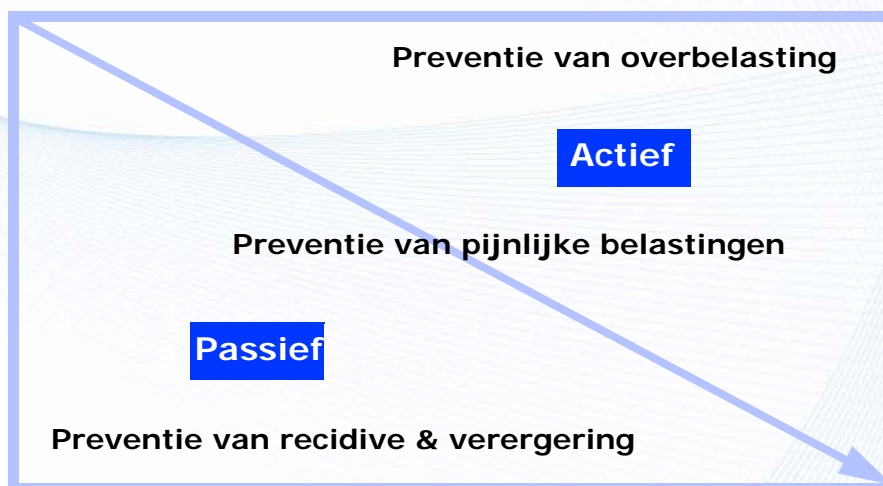 Preventie van overbelasting
Actief
Preventie van pijnlijke belastingen
Passief
Preventie van recidive & verergering